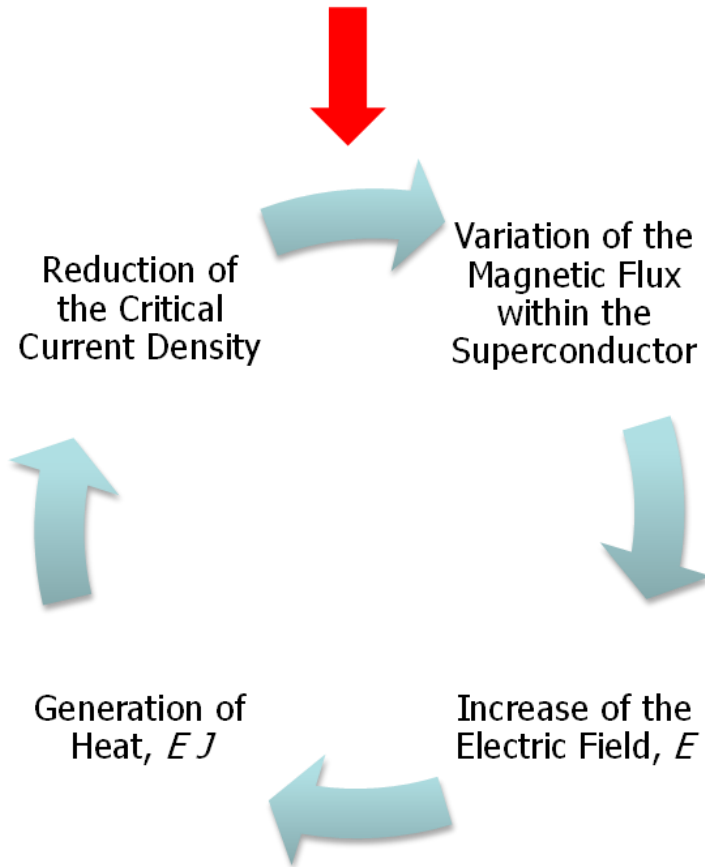 Variation of the
Magnetic Flux
within the
Superconductor
Increase of the
Electric Field, E
Generation of
Heat, E J
Reduction of
the Critical
Current Density